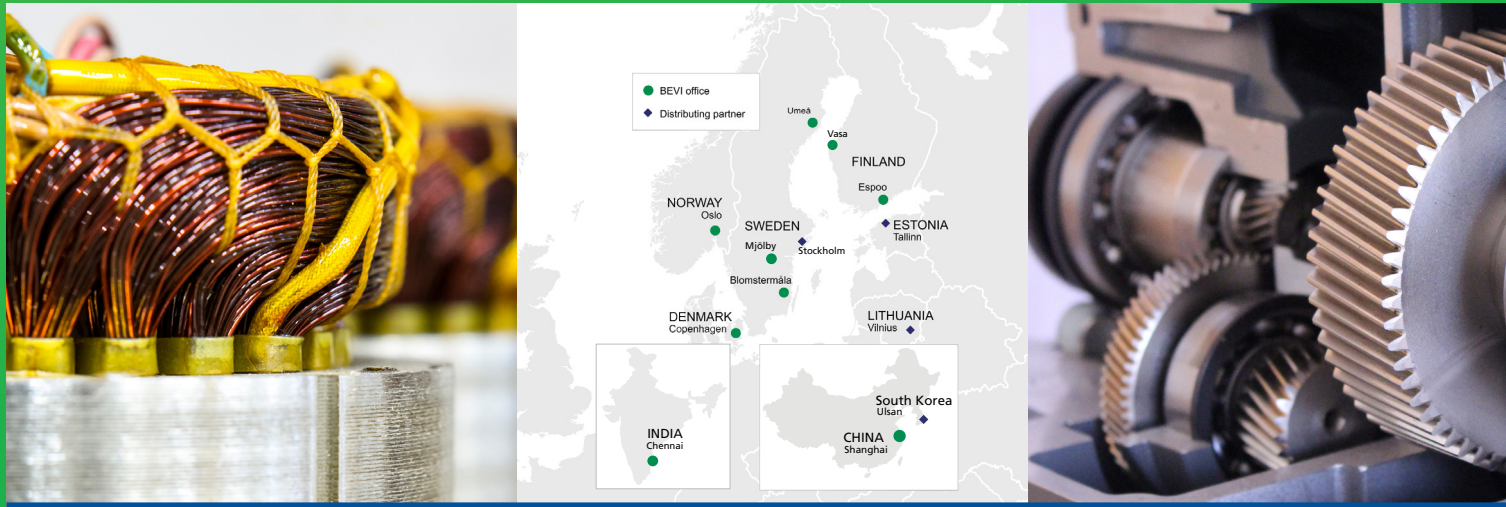 BEVI office
Distributing partner
Umeå
Vasa
FINLAND
Espoo
NORWAY
Oslo
SWEDEN
ESTONIA
Tallinn
Mjölby
Stockholm
Blomstermåla
DENMARK
Copenhagen
LITHUANIA
Vilnius
South Korea
Ulsan
INDIA
Chennai
CHINA
Shanghai